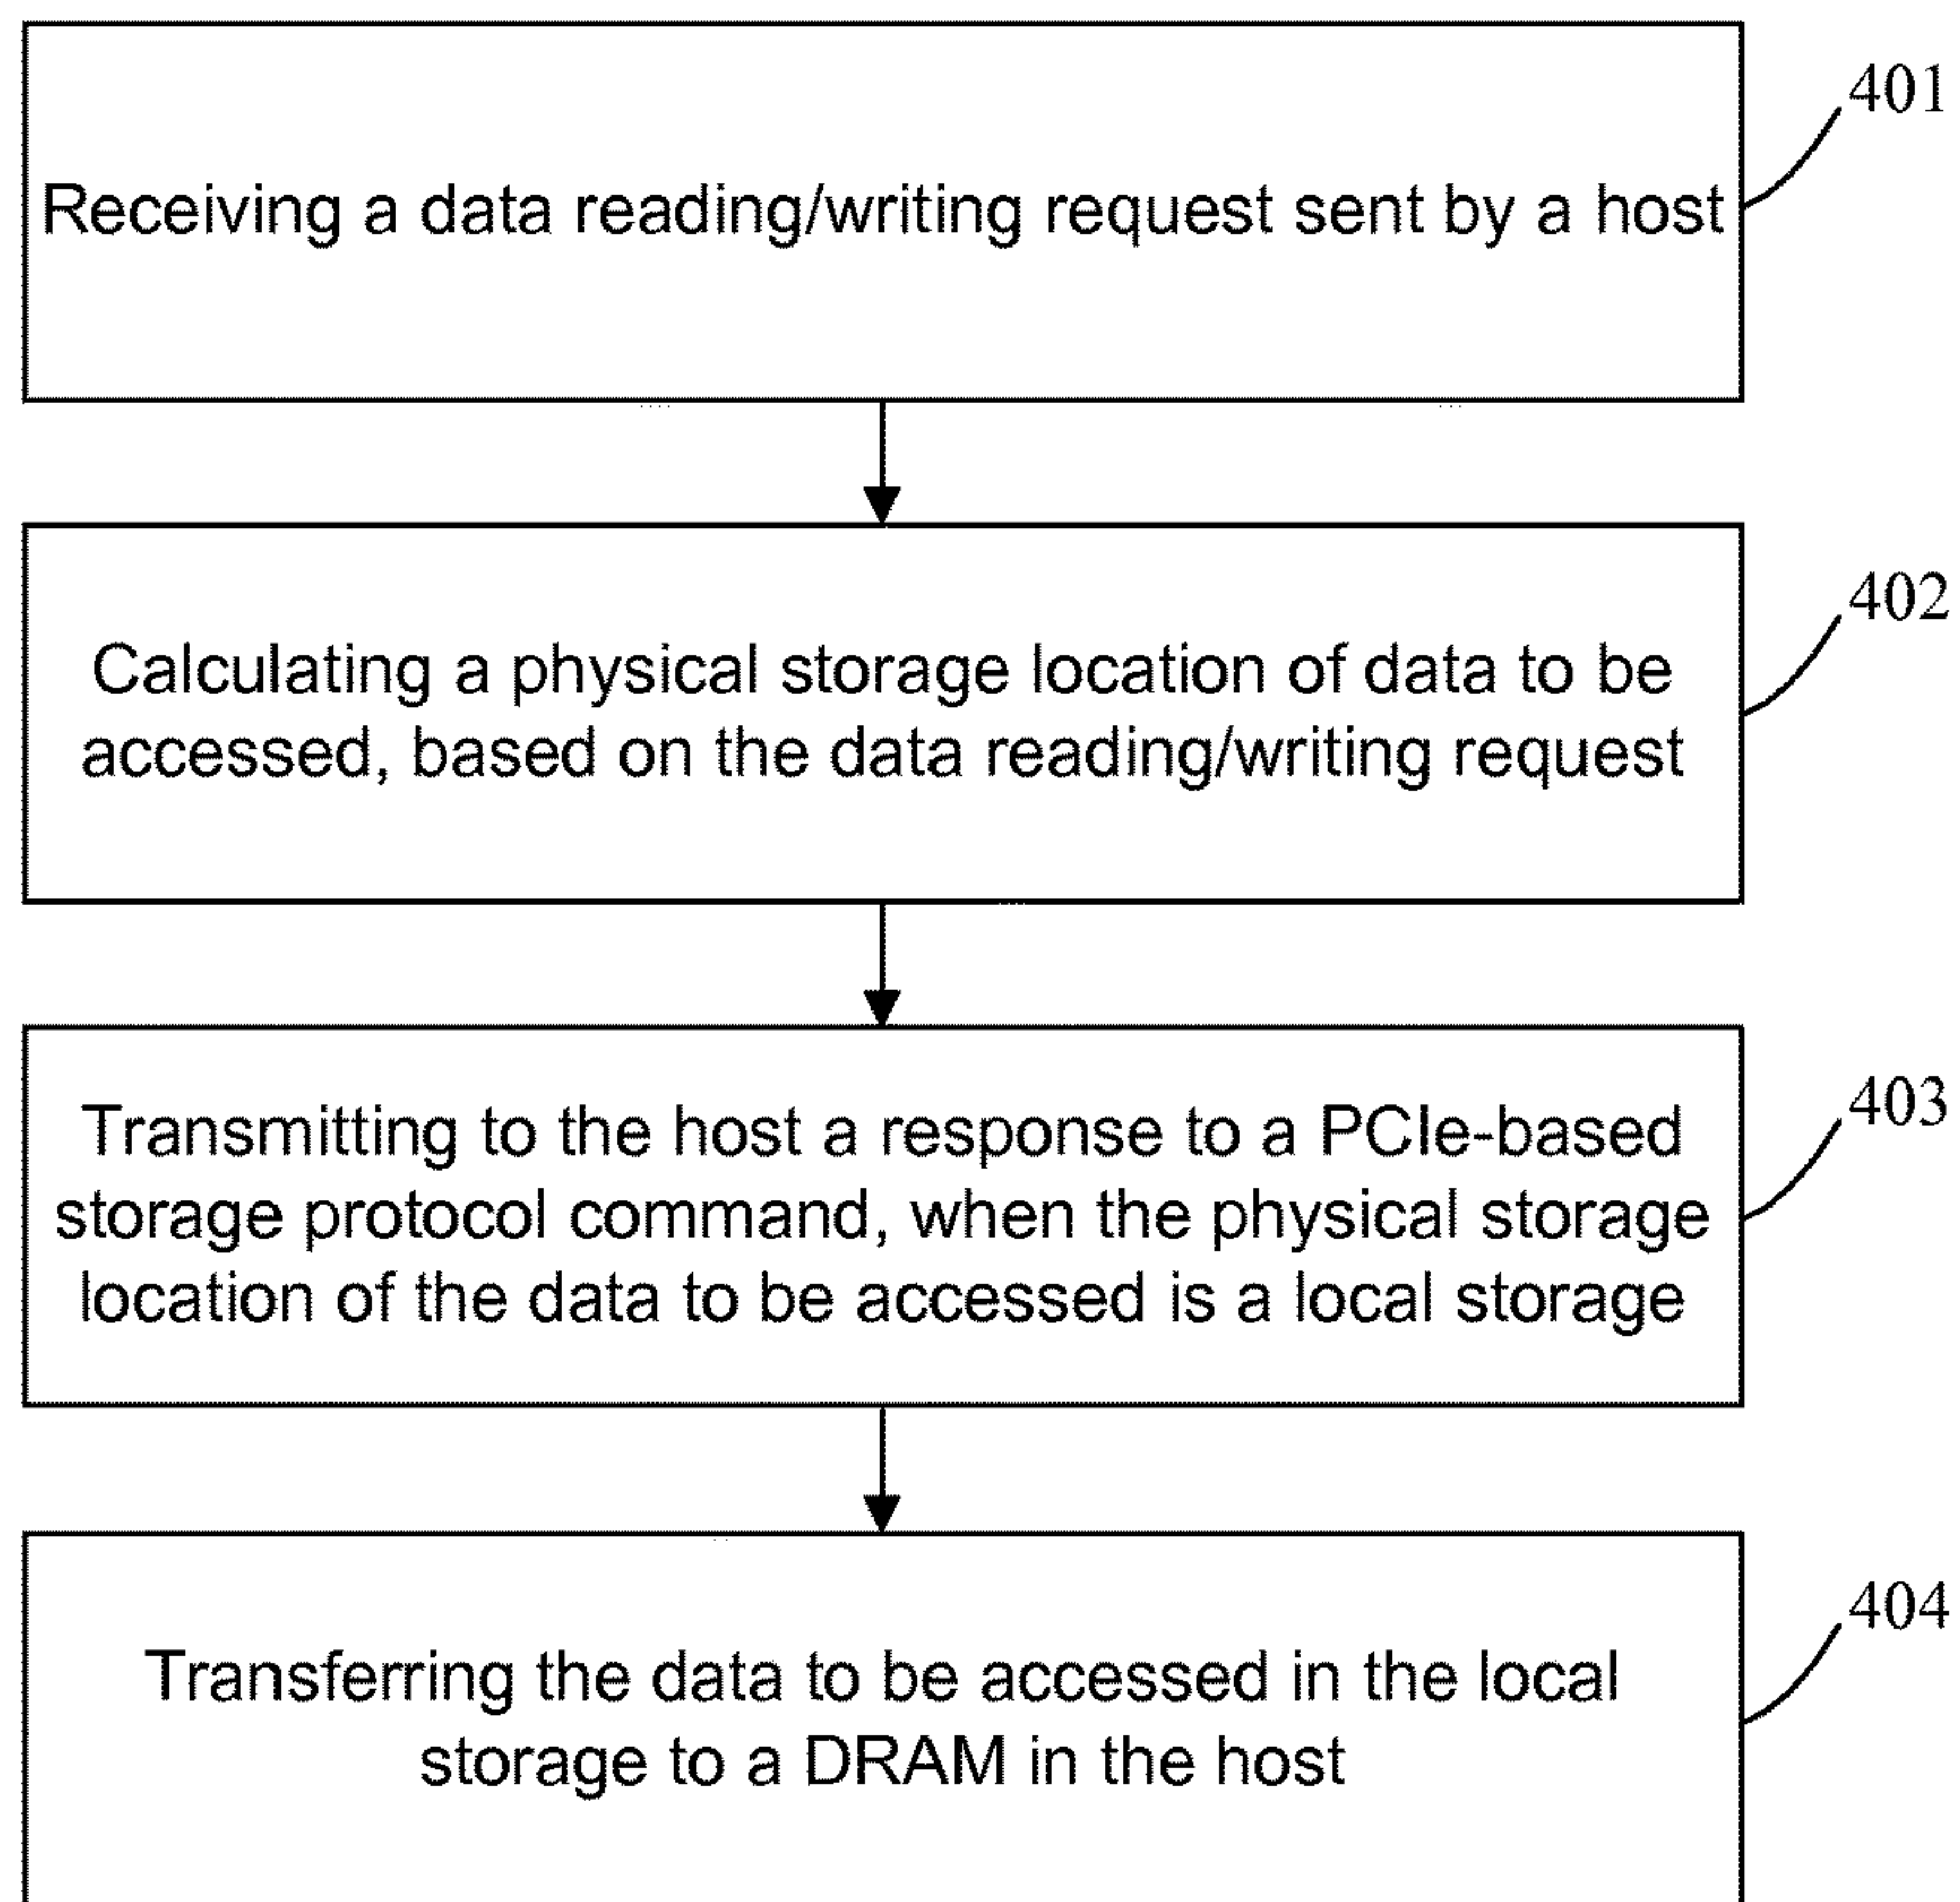 401
Receiving a data reading/writing request sent by a host
402
Calculating a physical storage location of data to be
accessed, based on the data reading/writing request
403
Transmitting to the host a response to a PCIe-based
storage protocol command, when the physical storage
location of the data to be accessed is a local storage
404
Transferring the data to be accessed in the local
storage to a DRAM in the host